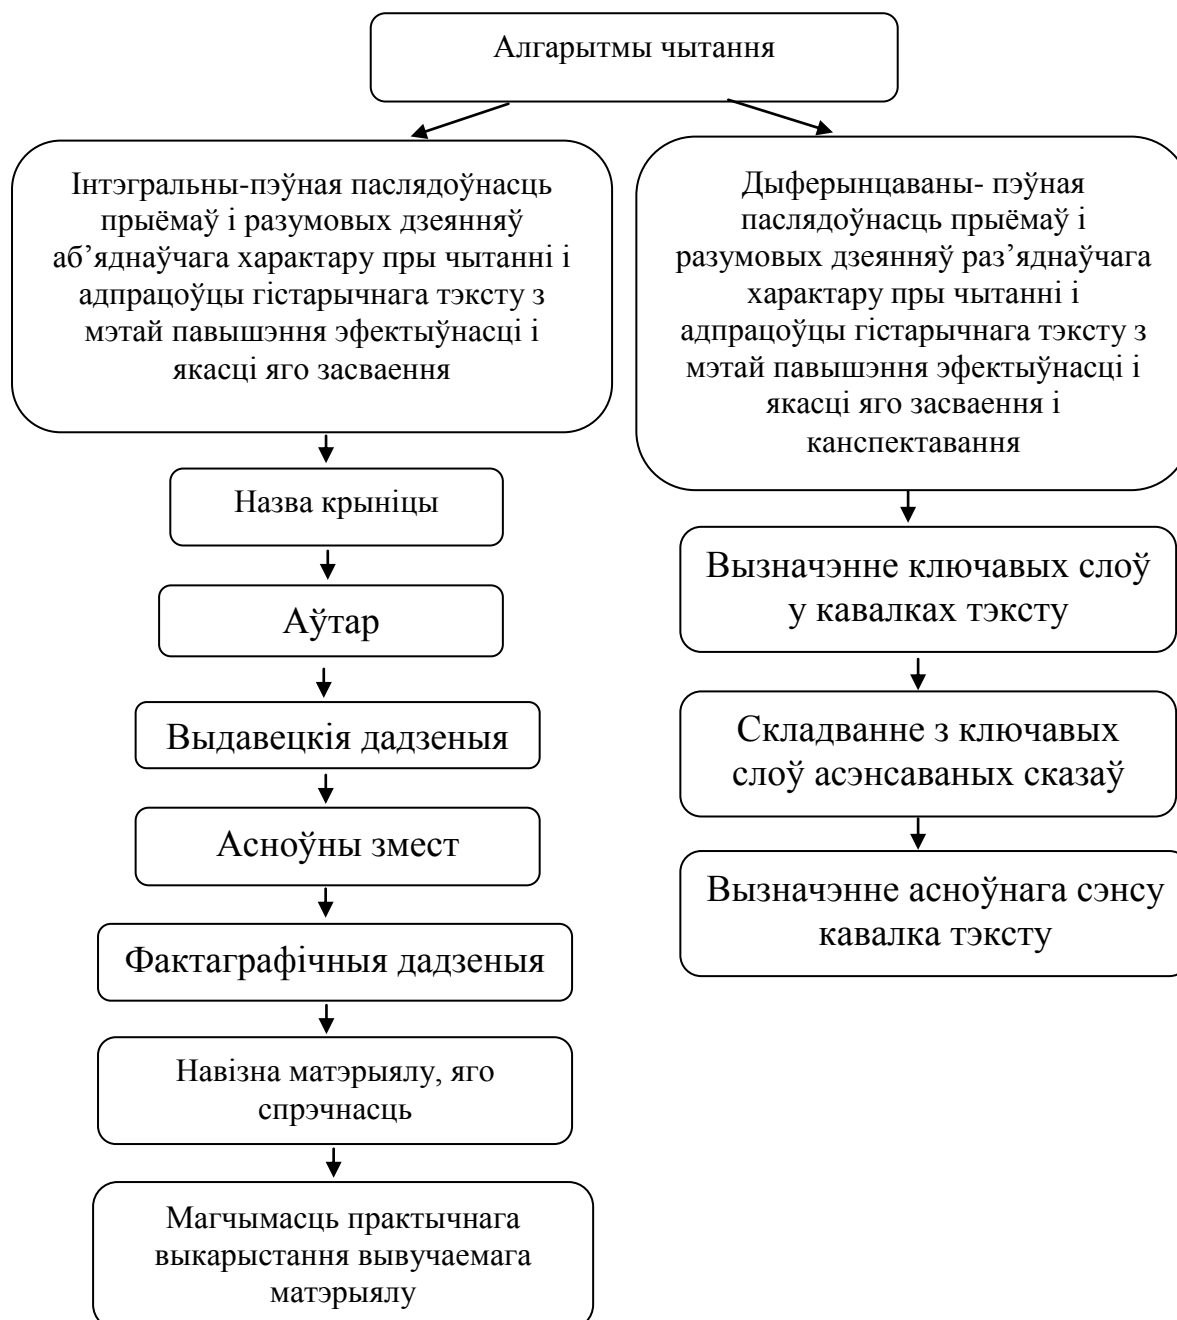 Алгарытмы чытання
Інтэгральны-пэўная паслядоўнасць
прыёмаў і разумовых дзеянняў
аб’яднаўчага характару пры чытанні і
адпрацоўцы гістарычнага тэксту з
мэтай павышэння эфектыўнасці і
якасці яго засваення
Назва крыніцы
Аўтар
Выдавецкія дадзеныя
Асноўны змест
Фактаграфічныя дадзеныя
Навізна матэрыялу, яго
спрэчнасць
Магчымасць практычнага
выкарыстання вывучаемага
матэрыялу
Дыферынцаваны- пэўная
паслядоўнасць прыёмаў і
разумовых дзеянняў раз’яднаўчага
характару пры чытанні і
адпрацоўцы гістарычнага тэксту з
мэтай павышэння эфектыўнасці і
якасці яго засваення і
канспектавання
Вызначэнне ключавых слоў
у кавалках тэксту
Складванне з ключавых
слоў асэнсаваных сказаў
Вызначэнне асноўнага сэнсу
кавалка тэксту